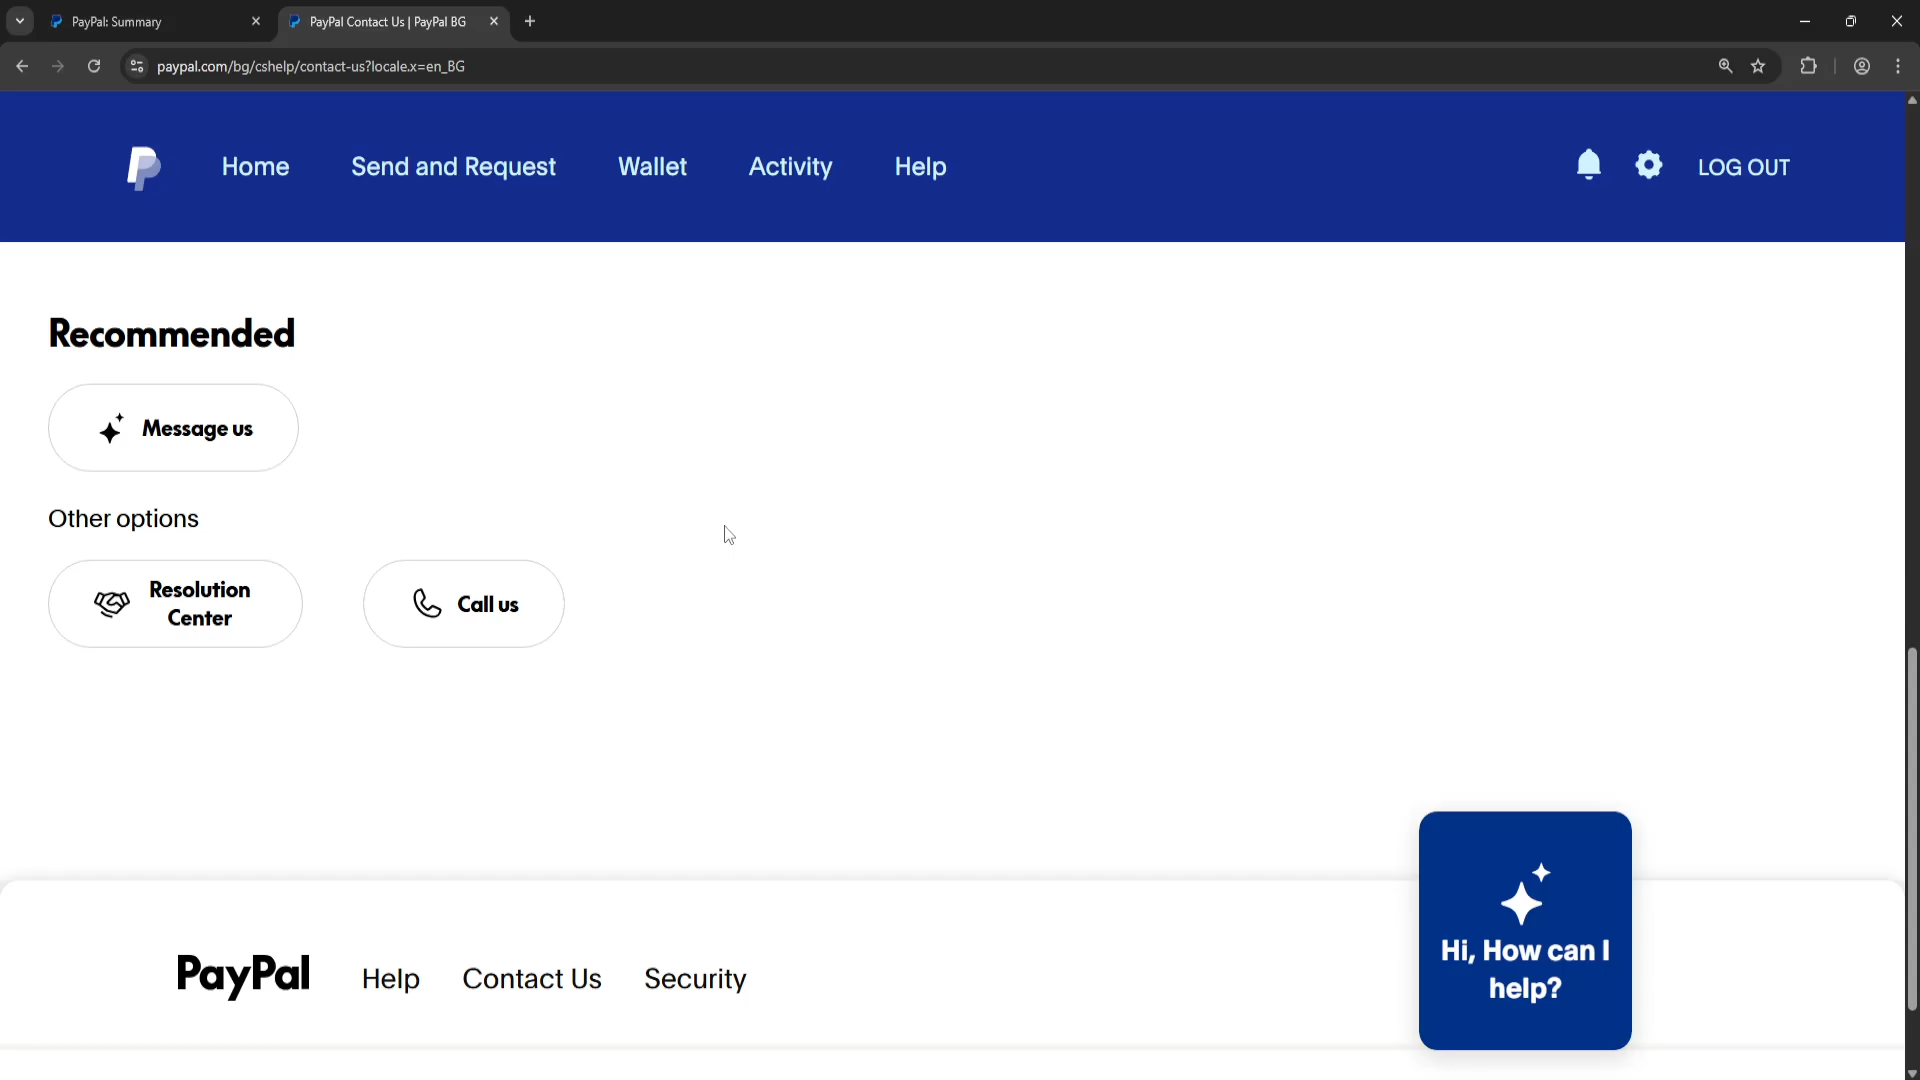 PayPal: Summary
PayPal Contact Us | PayPal BG
paypal.com/bg/cshelp/contact-us?locale.x=en_BG
Home
Send and Request
Wallet
Activity
Help
LOG OUT
Recommended
Message us
Other options
Resolution
Center
Call us
Hi, How can I
help?
PayPal
Help
Contact Us
Security